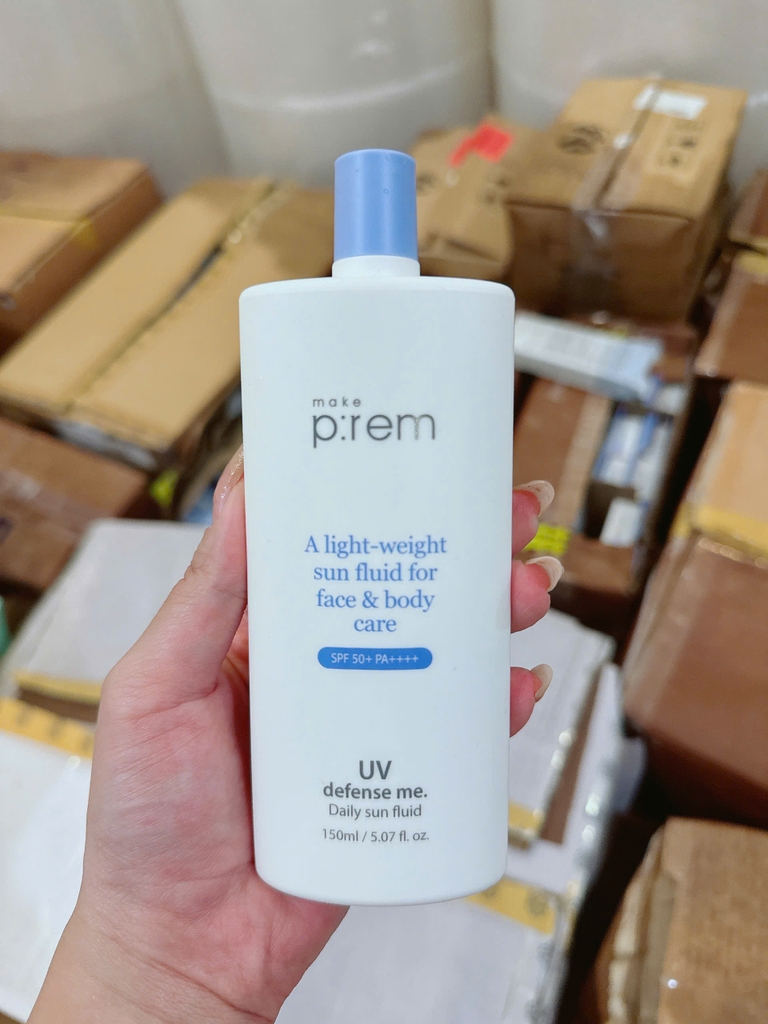 make
p:rem
A light-weight
sun fluid for
face & body
care
SPF 50+ PA++++
UV
defense me.
Daily sun fluid
150ml / 5.07 fl. oz.